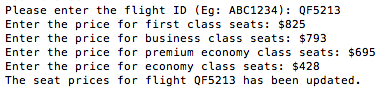 Please enter the flight ID (Eg: ABC1234): QF5213
Enter the price for first class seats: $825
Enter the price for business class seats: $793
Enter the price for premium economy class seats: $695
Enter the price for economy class seats: $428
The seat prices for flight QF5213 has been updated.